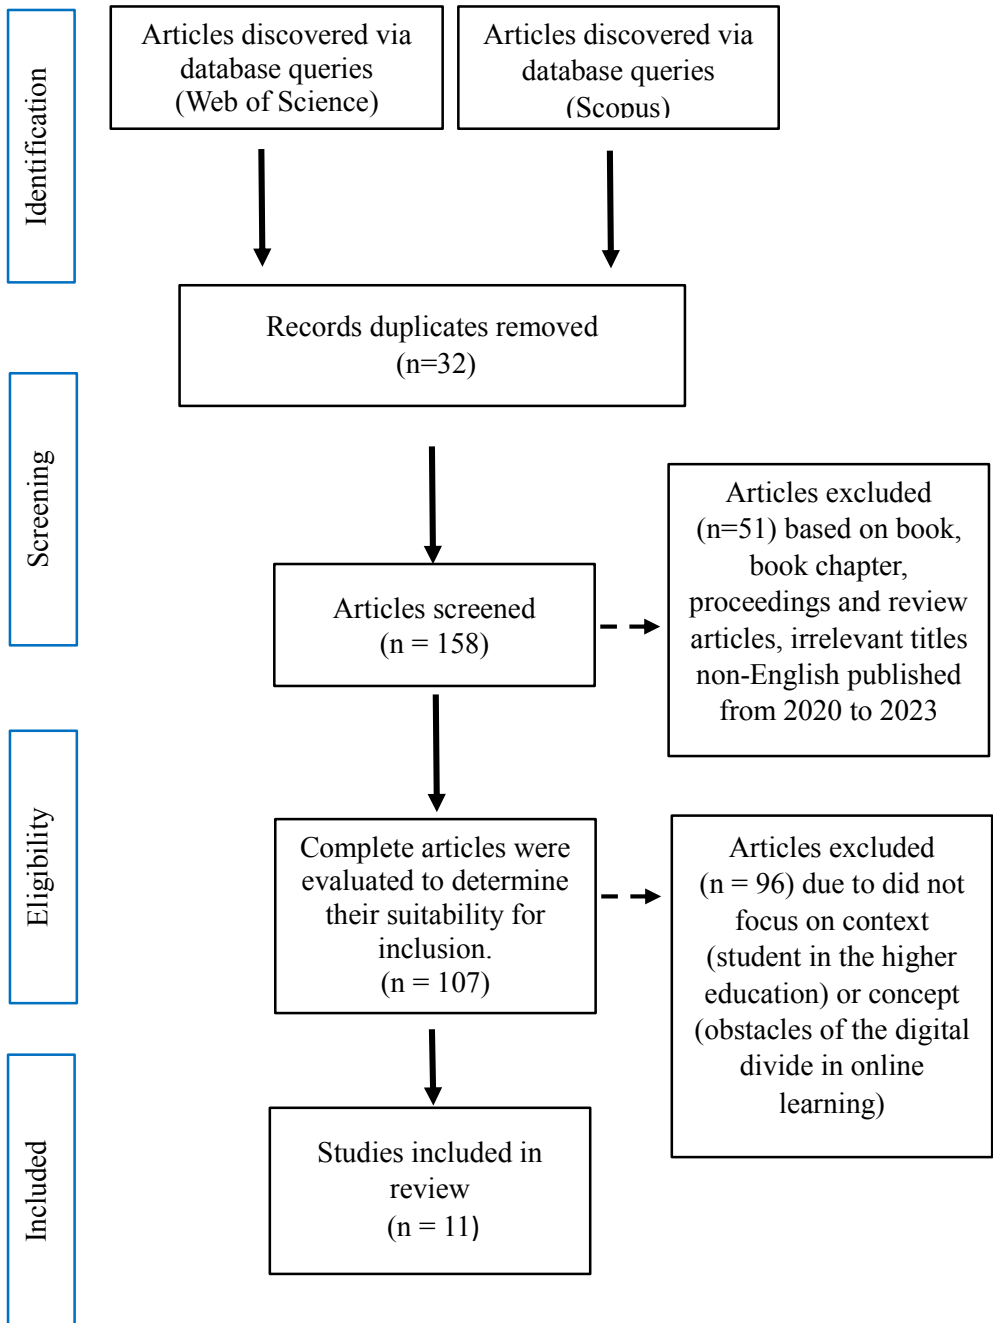 Identification
Articles discovered via
database queries
(Web of Science)
Articles discovered via
database queries
(Scopus)
Records duplicates removed
(n=32)
Screening
Articles screened
(n = 158)
Articles excluded
(n=51) based on book,
book chapter,
proceedings and review
articles, irrelevant titles
non-English published
from 2020 to 2023
Eligibility
Complete articles were
evaluated to determine
their suitability for
inclusion.
(n = 107)
Articles excluded
(n = 96) due to did not
focus on context
(student in the higher
education) or concept
(obstacles of the digital
divide in online
learning)
Included
Studies included in
review
(n = 11)